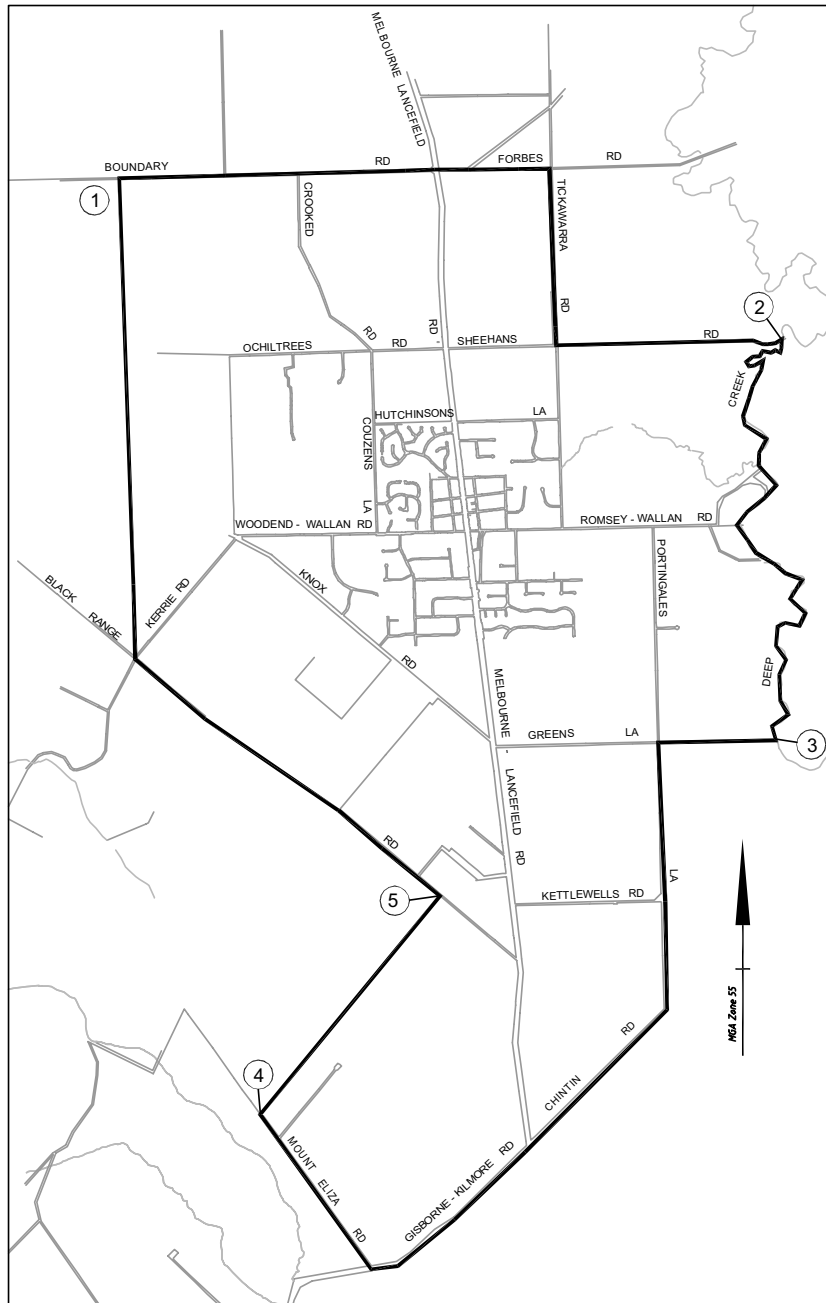 MELBOURNE LANCEFIELD
BOUNDARY
RD
FORBES
RD
1
CROOKED
TICKAWARRA
2
RD
RD
RD
RD -
OCHILTREES
RD
SHEEHANS
CREEK
HUTCHINSONS
LA
COUZENS
LA
WOODEND - WALLAN RD
ROMSEY - WALLAN RD
PORTINGALES
BLACK
RANGE
KERRIE RD
KNOX
RD
DEEP
MELBOURNE
GREENS
LA
3
- LANCEFIELD
RD
RD
LA
5
KETTLEWELLS RD
MGA Zone 55
CHINTIN
RD
4
MOUNT ELIZA
RD
GISBORNE - KILMORE RD